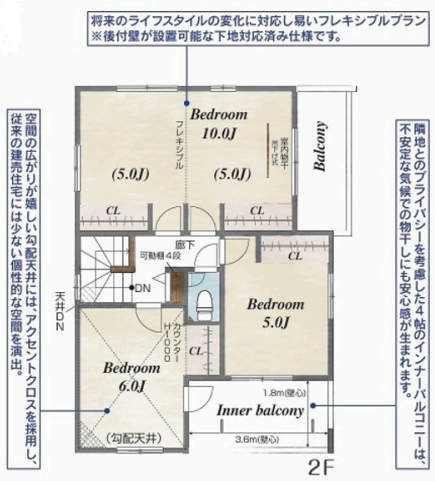 将来のライフスタイルの変化に対応し易いフレキシブルプラン
※後付壁が設置可能な下地対応済み仕様です。
隣地とのプライバシーを考慮した4帖のインナーバルコニーは、
不安定な気候での物干しにも安心感が生まれます。
空間の広がりが嬉しい勾配天井には、アクセントクロスを採用し、
従来の建売住宅には少ない個性的な空間を演出。
Bedroom
10.0J
フレキシブル
(5.0J)
(5.0J)
室内物干
吊下げ式
Balcony
CL
CL
廊下
可動棚4段
CL
DN
天井DN
Bedroom
5.0J
カウンター
H1000
CL
Bedroom
6.0J
(勾配天井)
1.8m(壁心)
Inner balcony
3.6m(壁心)
2F